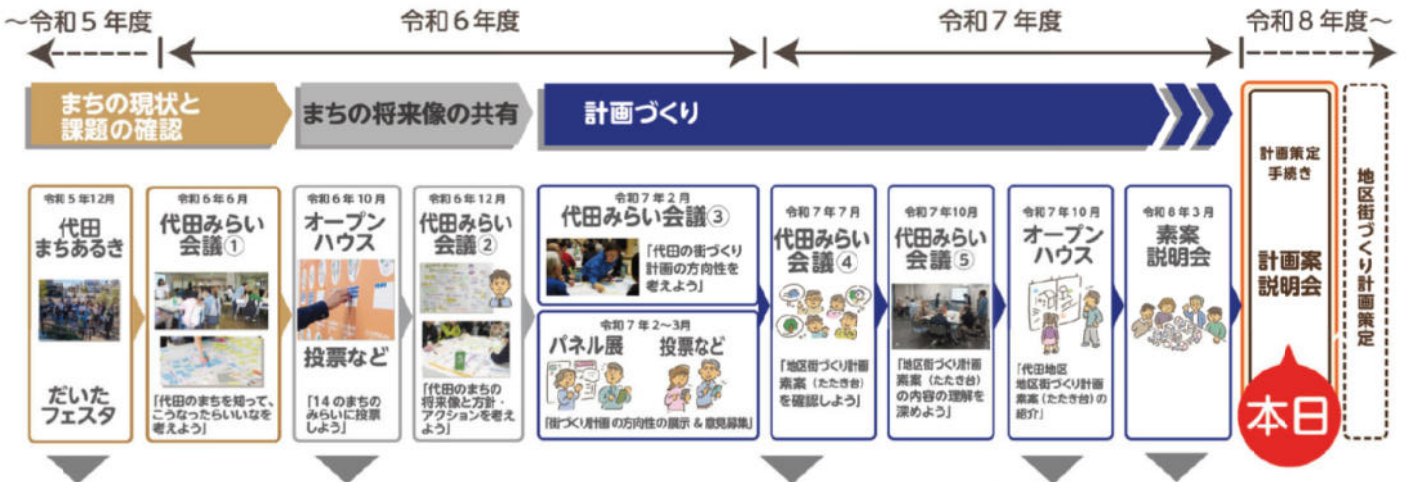 ～令和5年度
令和6年度
令和7年度
令和8年度～
まちの現状と
課題の確認
まちの将来像の共有
計画づくり
令和5年12月
代田
まちあるき
だいた
フェスタ
令和6年6月
代田みらい
会議①
「代田のまちを知って、
こうなったらいいなを
考えよう」
令和6年10月
オープン
ハウス
投票など
「14のまちの
みらいに投票
しよう」
令和6年12月
代田みらい
会議②
「代田のまちの
将来像と方針・
アクションを考え
よう」
令和7年2月
代田みらい会議③
「代田の街づくり
計画の方向性を
考えよう」
令和7年2～3月
パネル展 投票など
「街づくり計画の方向性の展示＆意見募集」
令和7年7月
代田みらい
会議④
「地区街づくり計画
素案（たたき台）
を確認しよう」
令和7年10月
代田みらい
会議⑤
「地区街づくり計画
素案（たたき台）
の内容の理解を
深めよう」
令和7年10月
オープン
ハウス
「代田地区
地区街づくり計画
素案（たたき台）の
紹介」
令和8年3月
素案
説明会
計画策定
手続き
計画案
説明会
本日
地区街づくり計画策定